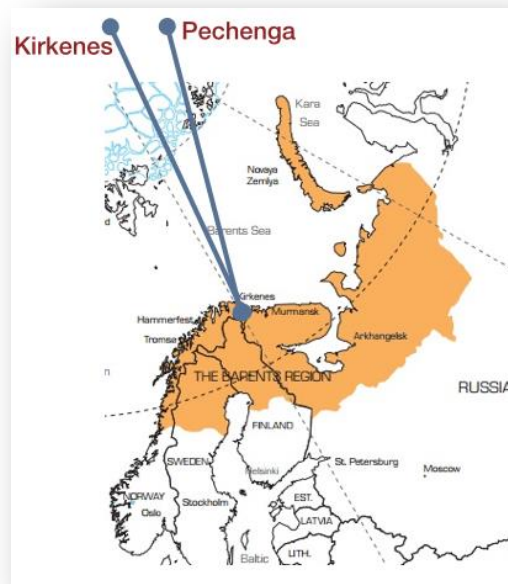 Pechenga
Kirkenes
Kara
Sea
Novaya
Zemlya
Barents Sea
Kirkenes
Murmansk
Hammerfest
Tromsø
Arkhangelsk
THE BARENTS REGION
RUSSIA
FINLAND
SWEDEN
Helsinki
St. Petersburg
Moscow
NORWAY
Oslo
Stockholm
EST.
LATVIA
Baltic
LITH.